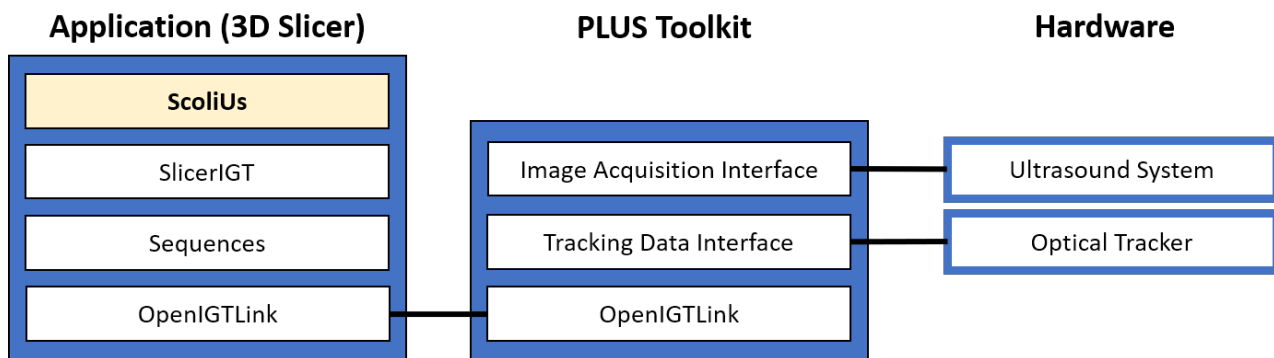 Application (3D Slicer)
ScoliUs
SlicerIGT
Sequences
OpenIGTLink
PLUS Toolkit
Image Acquisition Interface
Tracking Data Interface
OpenIGTLink
Hardware
Ultrasound System
Optical Tracker